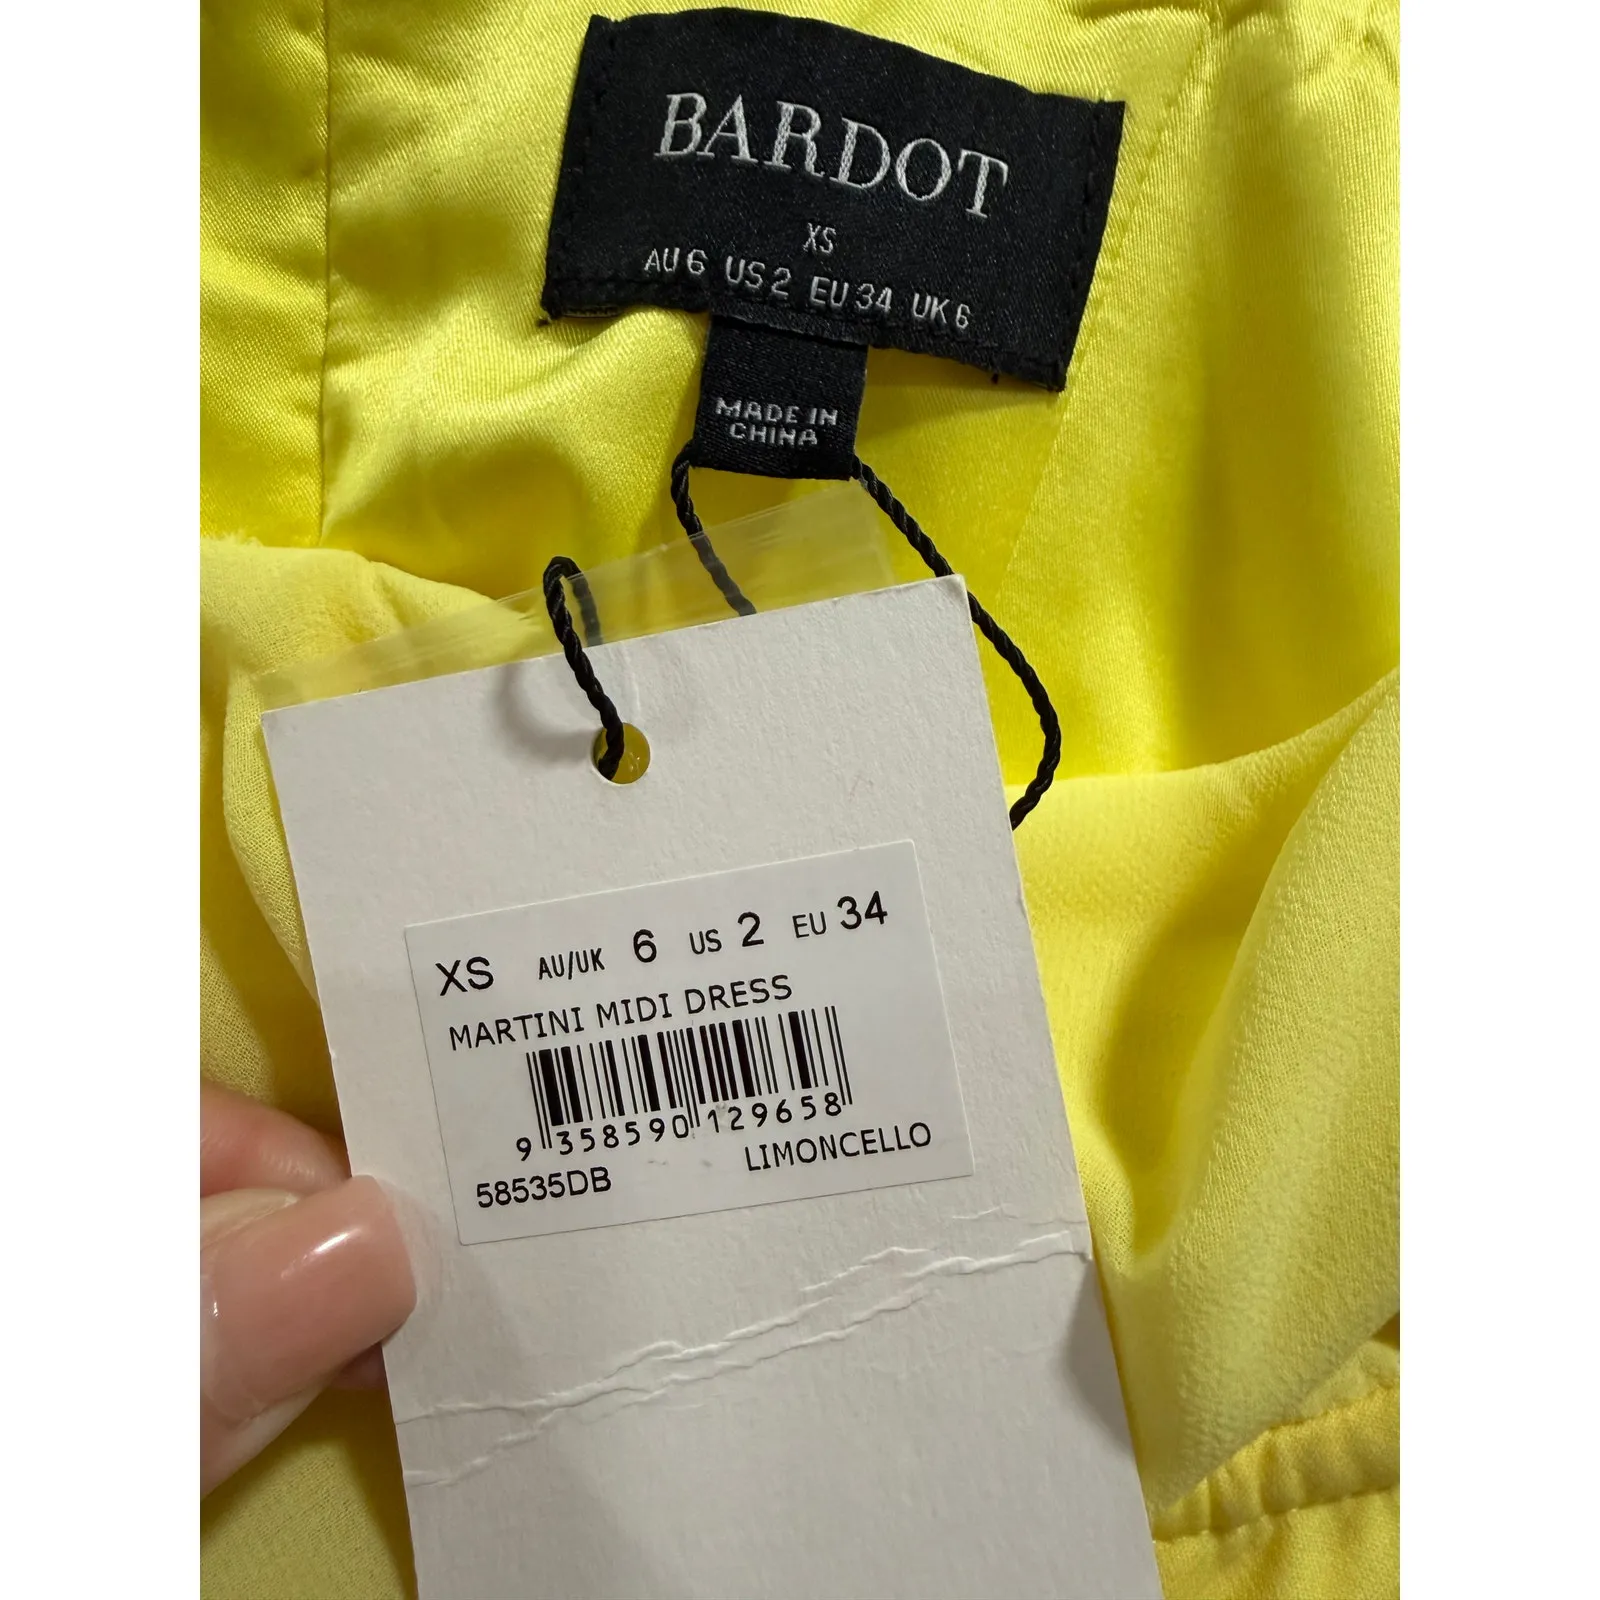 BARDOT
XS
AU 6 US 2 EU 34 UK 6
MADE IN
CHINA
XS AU/UK 6 US 2 EU 34
MARTINI MIDI DRESS
9 358590 129658
58535DB LIMONCELLO